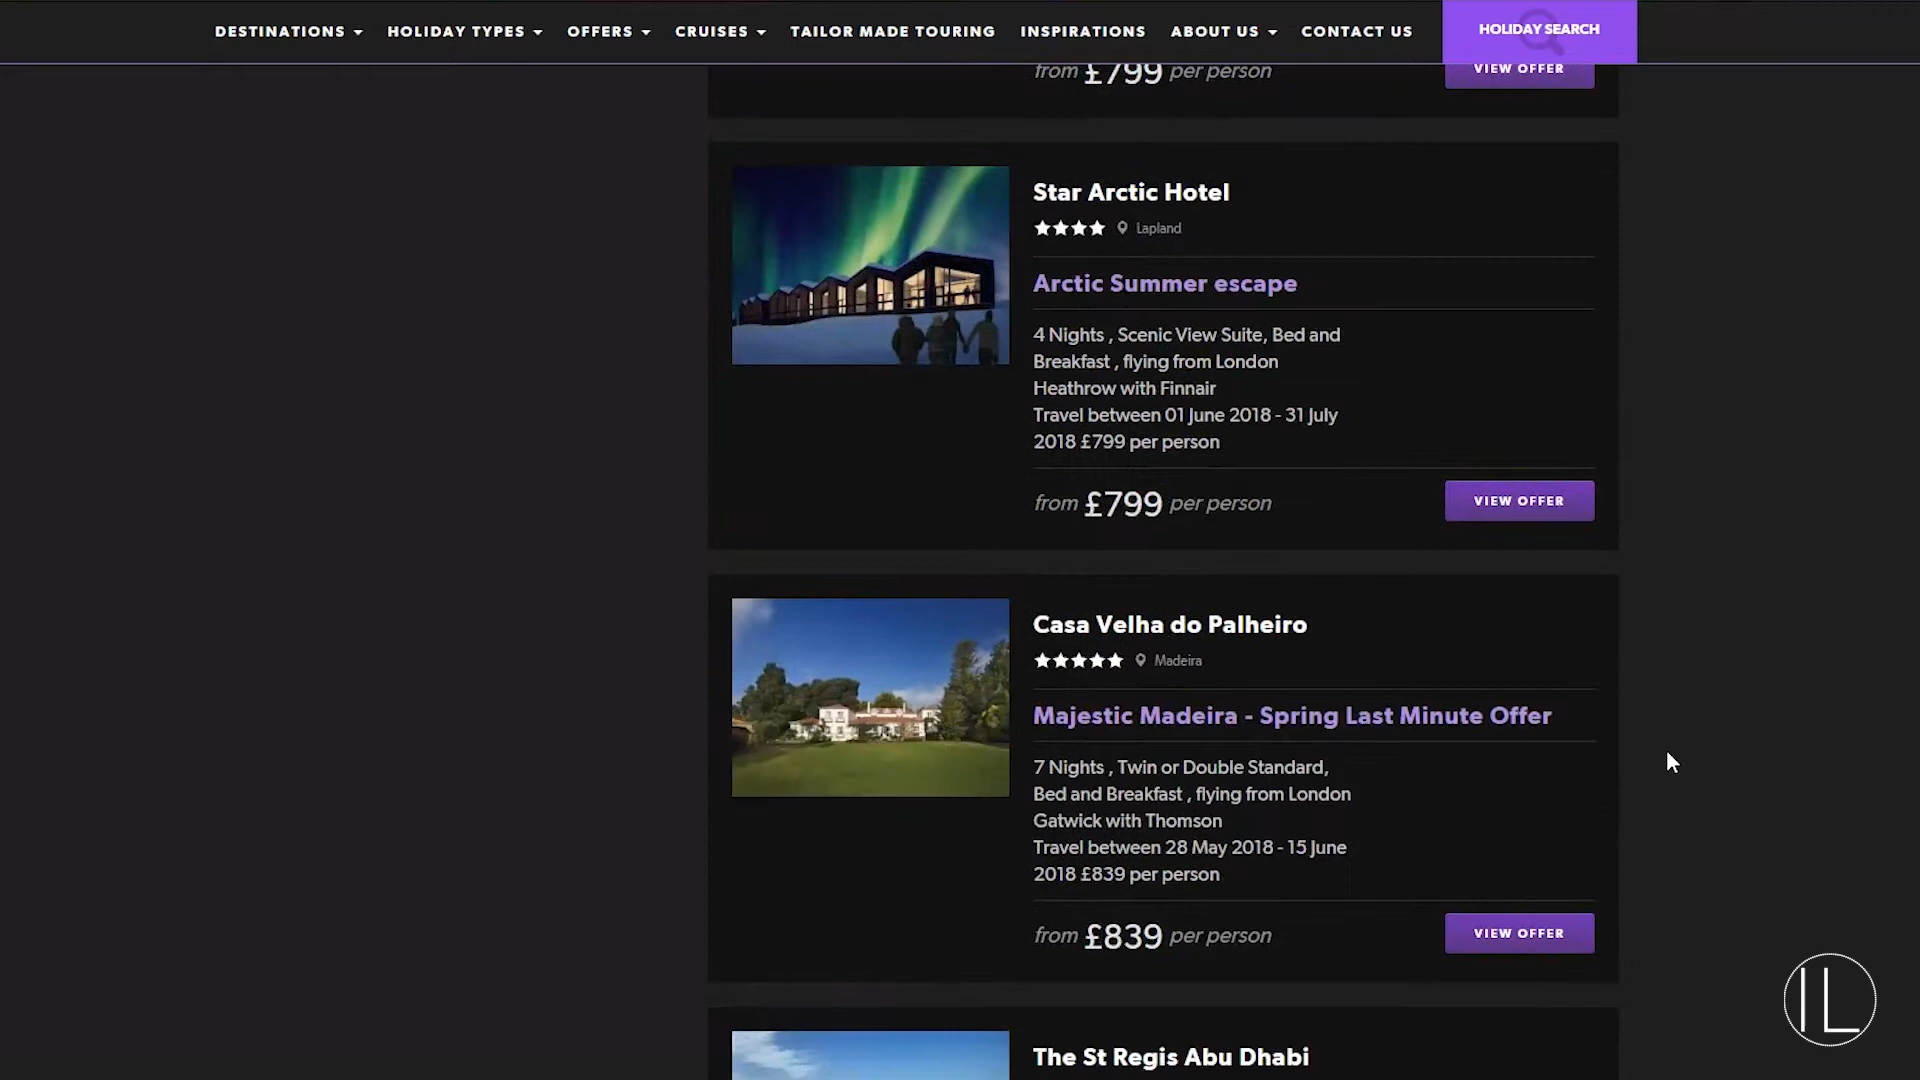 DESTINATIONS HOLIDAY TYPES OFFERS CRUISES TAILOR MADE TOURING INSPIRATIONS ABOUT US CONTACT US HOLIDAY SEARCH
from £799 per person VIEW OFFER
Star Arctic Hotel
Lapland
Arctic Summer escape
4 Nights , Scenic View Suite, Bed and
Breakfast , flying from London
Heathrow with Finnair
Travel between 01 June 2018 - 31 July
2018 £799 per person
from £799 per person VIEW OFFER
Casa Velha do Palheiro
Madeira
Majestic Madeira - Spring Last Minute Offer
7 Nights , Twin or Double Standard,
Bed and Breakfast , flying from London
Gatwick with Thomson
Travel between 28 May 2018 - 15 June
2018 £839 per person
from £839 per person VIEW OFFER
IL
The St Regis Abu Dhabi